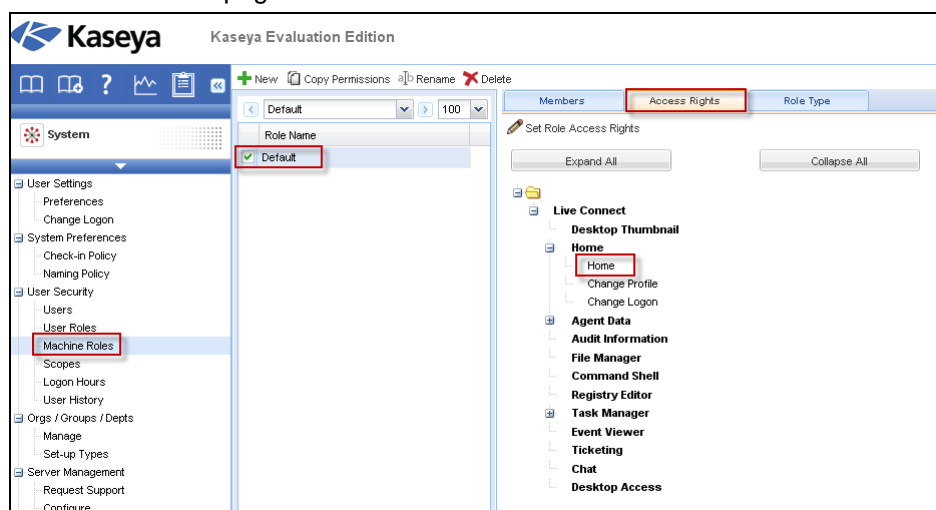 Kaseya Kaseya Evaluation Edition
New Copy Permissions Rename Delete
Default 100
Members Access Rights Role Type
System
Role Name
Set Role Access Rights
Default
Expand All Collapse All
User Settings
Preferences
Change Logon
System Preferences
Check-in Policy
Naming Policy
User Security
Users
User Roles
Machine Roles
Scopes
Logon Hours
User History
Orgs / Groups / Depts
Manage
Set-up Types
Server Management
Request Support
Configure
Live Connect
Desktop Thumbnail
Home
Home
Change Profile
Change Logon
Agent Data
Audit Information
File Manager
Command Shell
Registry Editor
Task Manager
Event Viewer
Ticketing
Chat
Desktop Access